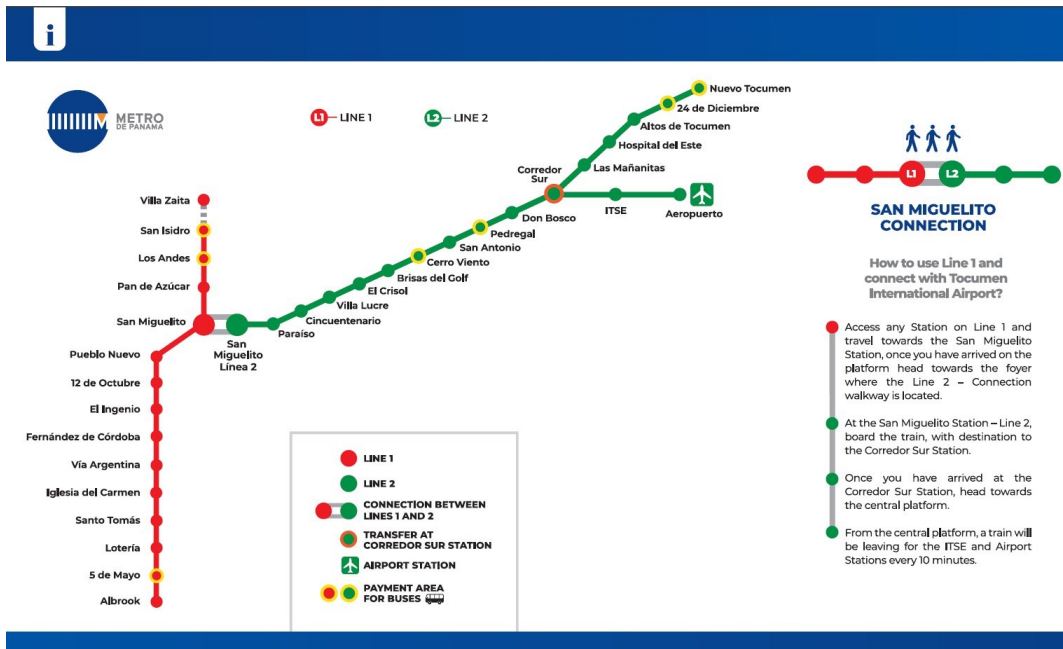 i
METRO
DE PANAMA
L1 LINE 1
L2 LINE 2
Nuevo Tocumen
24 de Diciembre
Altos de Tocumen
Hospital del Este
Las Mañanitas
Corredor
Sur
ITSE
Aeropuerto
Don Bosco
Pedregal
San Antonio
Cerro Viento
Brisas del Golf
El Crisol
Villa Lucre
Cincuentenario
Paraíso
San
Miguelito
Línea 2
Villa Zaita
San Isidro
Los Andes
Pan de Azúcar
San Miguelito
Pueblo Nuevo
12 de Octubre
El Ingenio
Fernández de Córdoba
Vía Argentina
Iglesia del Carmen
Santo Tomás
Lotería
5 de Mayo
Albrook
LINE 1
LINE 2
CONNECTION BETWEEN
LINES 1 AND 2
TRANSFER AT
CORREDOR SUR STATION
AIRPORT STATION
PAYMENT AREA
FOR BUSES
L1 L2
SAN MIGUELITO
CONNECTION
How to use Line 1 and
connect with Tocumen
International Airport?
Access any Station on Line 1 and
travel towards the San Miguelito
Station, once you have arrived on the
platform head towards the foyer
where the Line 2 – Connection
walkway is located.
At the San Miguelito Station – Line 2,
board the train, with destination to
the Corredor Sur Station.
Once you have arrived at the
Corredor Sur Station, head towards
the central platform.
From the central platform, a train will
be leaving for the ITSE and Airport
Stations every 10 minutes.